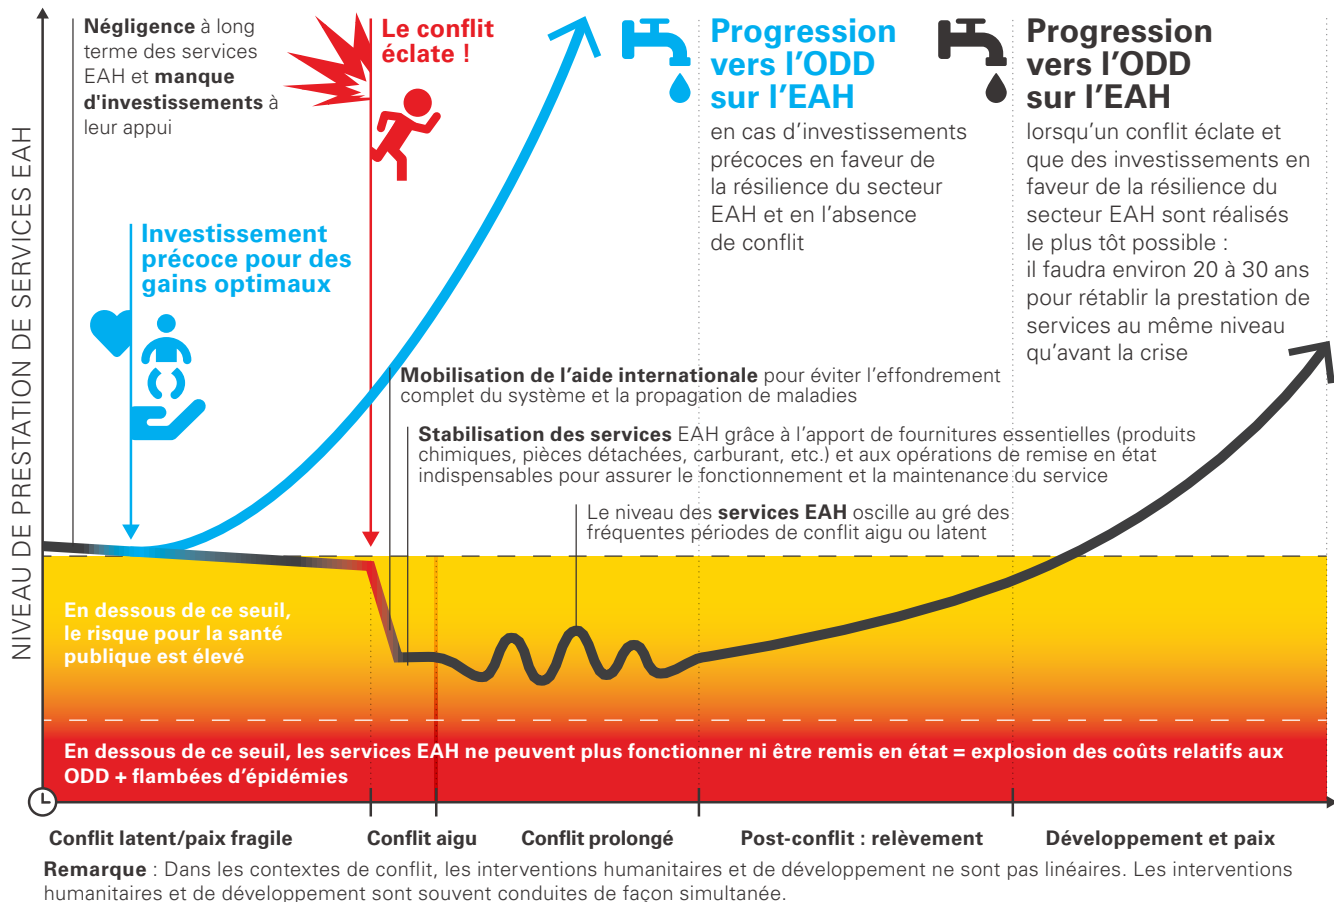 Négligence à long
terme des services
EAH et manque
d'investissements à
leur appui
Le conflit
éclate !
Progression
vers l’ODD
sur l’EAH
en cas d’investissements
précoces en faveur de
la résilience du secteur
EAH et en l’absence
de conflit
Progression
vers l’ODD
sur l’EAH
lorsqu’un conflit éclate et
que des investissements en
faveur de la résilience du
secteur EAH sont réalisés
le plus tôt possible :
il faudra environ 20 à 30 ans
pour rétablir la prestation de
services au même niveau
qu’avant la crise
NIVEAU DE PRESTATION DE SERVICES EAH
Investissement
précoce pour des
gains optimaux
Mobilisation de l’aide internationale pour éviter l’effondrement
complet du système et la propagation de maladies
Stabilisation des services EAH grâce à l’apport de fournitures essentielles (produits
chimiques, pièces détachées, carburant, etc.) et aux opérations de remise en état
indispensables pour assurer le fonctionnement et la maintenance du service
Le niveau des services EAH oscille au gré des
fréquentes périodes de conflit aigu ou latent
En dessous de ce seuil,
le risque pour la santé
publique est élevé
En dessous de ce seuil, les services EAH ne peuvent plus fonctionner ni être remis en état = explosion des coûts relatifs aux
ODD + flambées d’épidémies
Conflit latent/paix fragile
Conflit aigu
Conflit prolongé
Post-conflit : relèvement
Développement et paix
Remarque : Dans les contextes de conflit, les interventions humanitaires et de développement ne sont pas linéaires. Les interventions
humanitaires et de développement sont souvent conduites de façon simultanée.